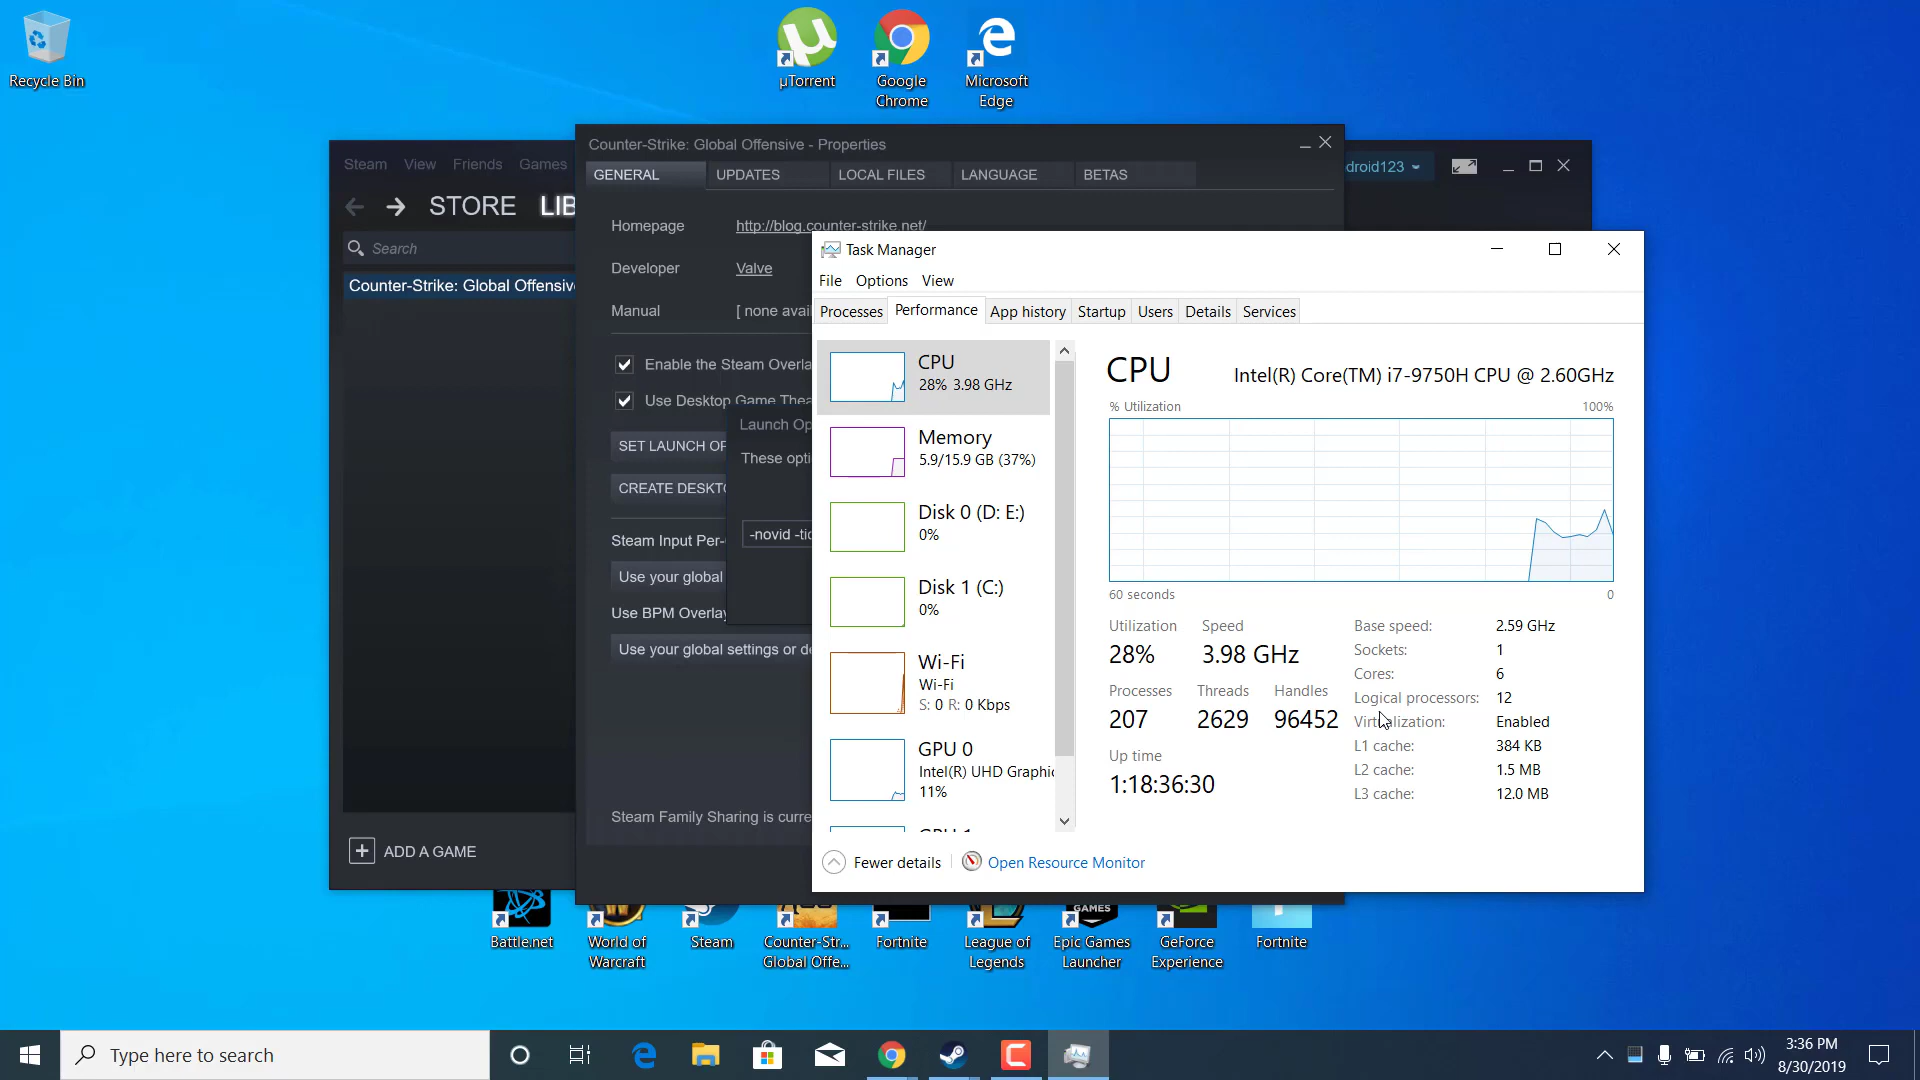 Recycle Bin
µTorrent
Google Chrome
Microsoft Edge
Steam View Friends Games
droid123
STORE LIB
Search
Counter-Strike: Global Offensive
ADD A GAME
Counter-Strike: Global Offensive - Properties
GENERAL UPDATES LOCAL FILES LANGUAGE BETAS
Homepage http://blog.counter-strike.net/
Developer Valve
Manual [ none avai
Enable the Steam Overla
Use Desktop Game Thea
SET LAUNCH OP
CREATE DESKTO
Steam Input Per-
Use your global
Use BPM Overlay
Use your global settings or de
Steam Family Sharing is curre
Launch Op
These opti
-novid -tic
Task Manager
File Options View
Processes Performance App history Startup Users Details Services
CPU
28% 3.98 GHz
Memory
5.9/15.9 GB (37%)
Disk 0 (D: E:)
0%
Disk 1 (C:)
0%
Wi-Fi
Wi-Fi
S: 0 R: 0 Kbps
GPU 0
Intel(R) UHD Graphic
11%
CPU Intel(R) Core(TM) i7-9750H CPU @ 2.60GHz
% Utilization 100%
60 seconds 0
Utilization Speed
28% 3.98 GHz
Processes Threads Handles
207 2629 96452
Up time
1:18:36:30
Base speed: 2.59 GHz
Sockets: 1
Cores: 6
Logical processors: 12
Virtualization: Enabled
L1 cache: 384 KB
L2 cache: 1.5 MB
L3 cache: 12.0 MB
Fewer details Open Resource Monitor
Battle.net
World of Warcraft
Steam
Counter-Str... Global Offe...
Fortnite
League of Legends
GAMES
Epic Games Launcher
GeForce Experience
Fortnite
Type here to search
3:36 PM
8/30/2019